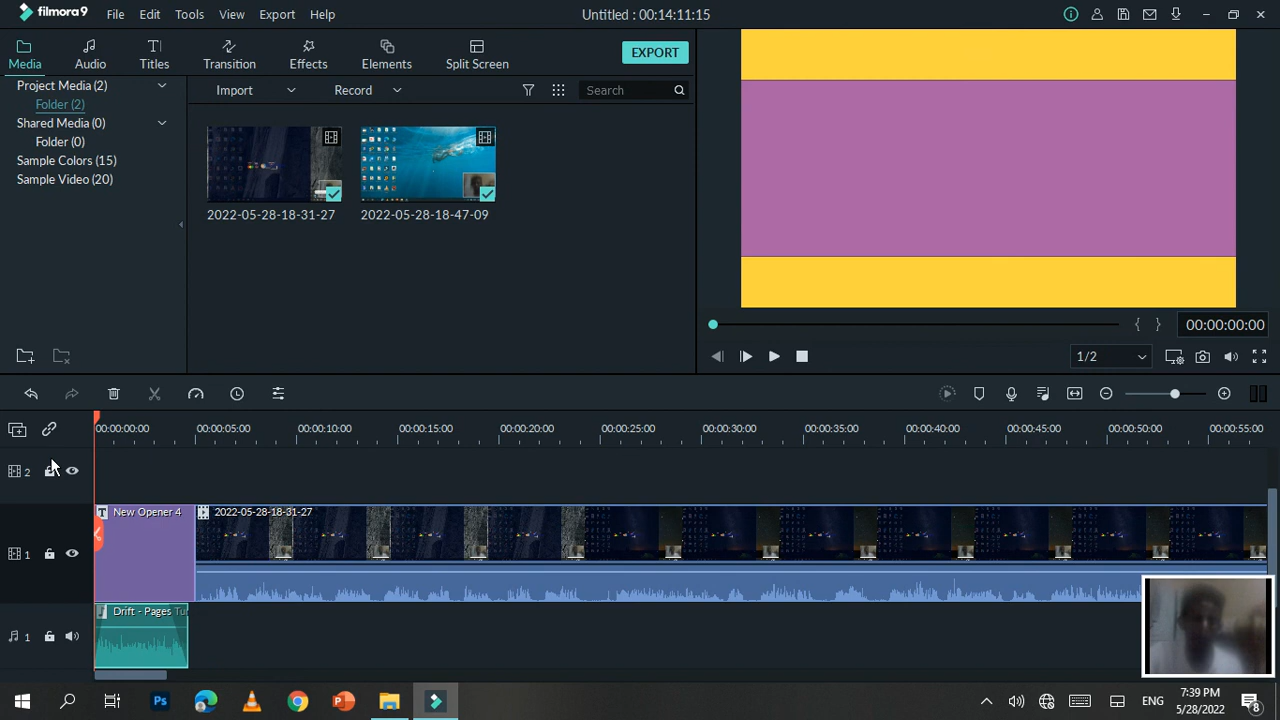 filmora9 File Edit Tools View Export Help Untitled : 00:14:11:15
Media Audio Titles Transition Effects Elements Split Screen EXPORT
Project Media (2)
Folder (2)
Shared Media (0)
Folder (0)
Sample Colors (15)
Sample Video (20)
Import Record Search
2022-05-28-18-31-27 2022-05-28-18-47-09
00:00:00:00
1/2
00:00:00:00 00:00:05:00 00:00:10:00 00:00:15:00 00:00:20:00 00:00:25:00 00:00:30:00 00:00:35:00 00:00:40:00 00:00:45:00 00:00:50:00 00:00:55:00
2
T New Opener 4 2022-05-28-18-31-27
1
Drift - Pages Tu
1
Ps P ENG 7:39 PM
5/28/2022 8